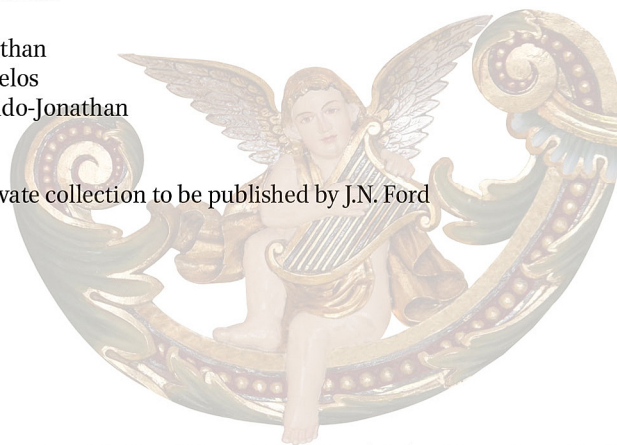 than
elos
do-Jonathan
vate collection to be published by J.N. Ford